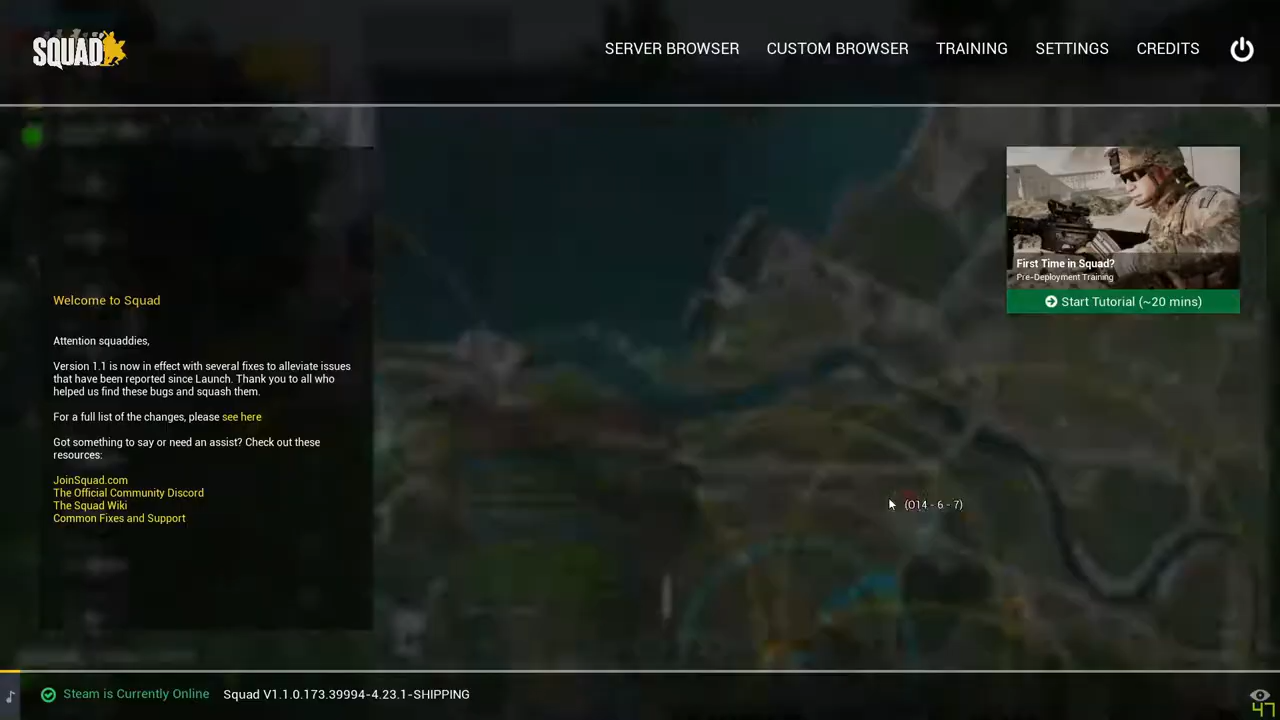 SQUAD
SERVER BROWSER
CUSTOM BROWSER
TRAINING
SETTINGS
CREDITS
First Time in Squad?
Pre-Deployment Training
Start Tutorial (~20 mins)
Welcome to Squad
Attention squaddies,
Version 1.1 is now in effect with several fixes to alleviate issues
that have been reported since Launch. Thank you to all who
helped us find these bugs and squash them.
For a full list of the changes, please see here
Got something to say or need an assist? Check out these
resources:
JoinSquad.com
The Official Community Discord
The Squad Wiki
Common Fixes and Support
(O14 - 6 - 7)
Steam is Currently Online
Squad V1.1.0.173.39994-4.23.1-SHIPPING
47